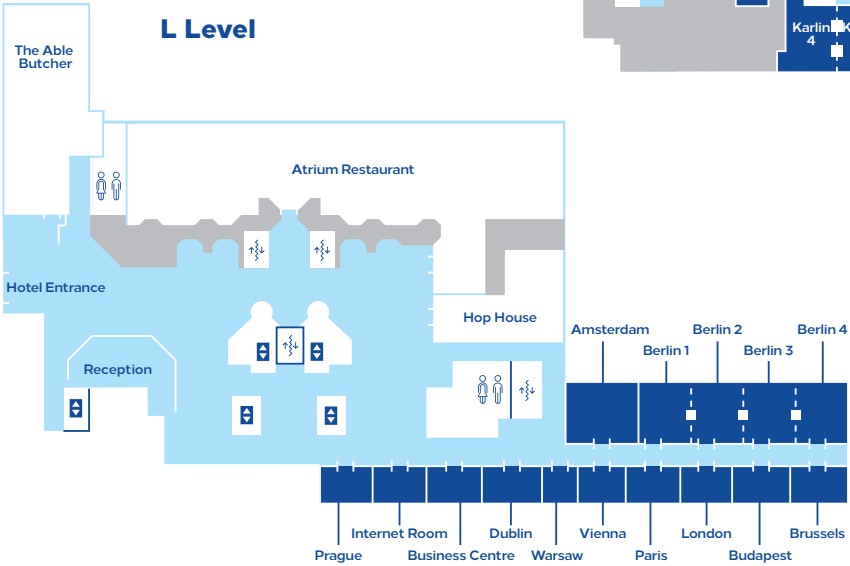 L Level
Karlin
4
K
The Able
Butcher
Atrium Restaurant
Hotel Entrance
Hop House
Reception
Amsterdam
Berlin 2
Berlin 4
Berlin 1
Berlin 3
Internet Room
Dublin
Vienna
London
Brussels
Prague
Business Centre
Warsaw
Paris
Budapest